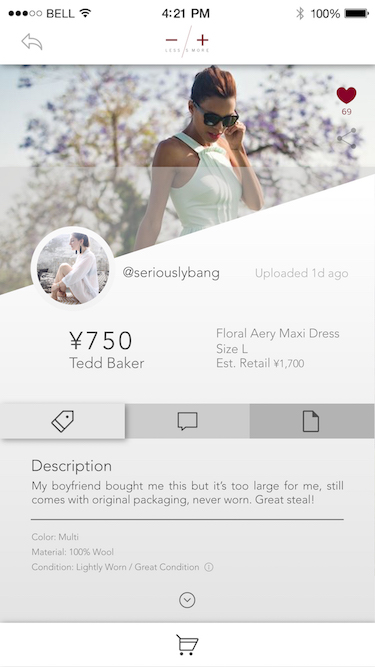 BELL 4:21 PM 100%
− +
LESS IS MORE
69
@seriouslybang Uploaded 1d ago
¥750
Tedd Baker
Floral Aery Maxi Dress
Size L
Est. Retail ¥1,700
Description
My boyfriend bought me this but it's too large for me, still
comes with original packaging, never worn. Great steal!
Color: Multi
Material: 100% Wool
Condition: Lightly Worn / Great Condition